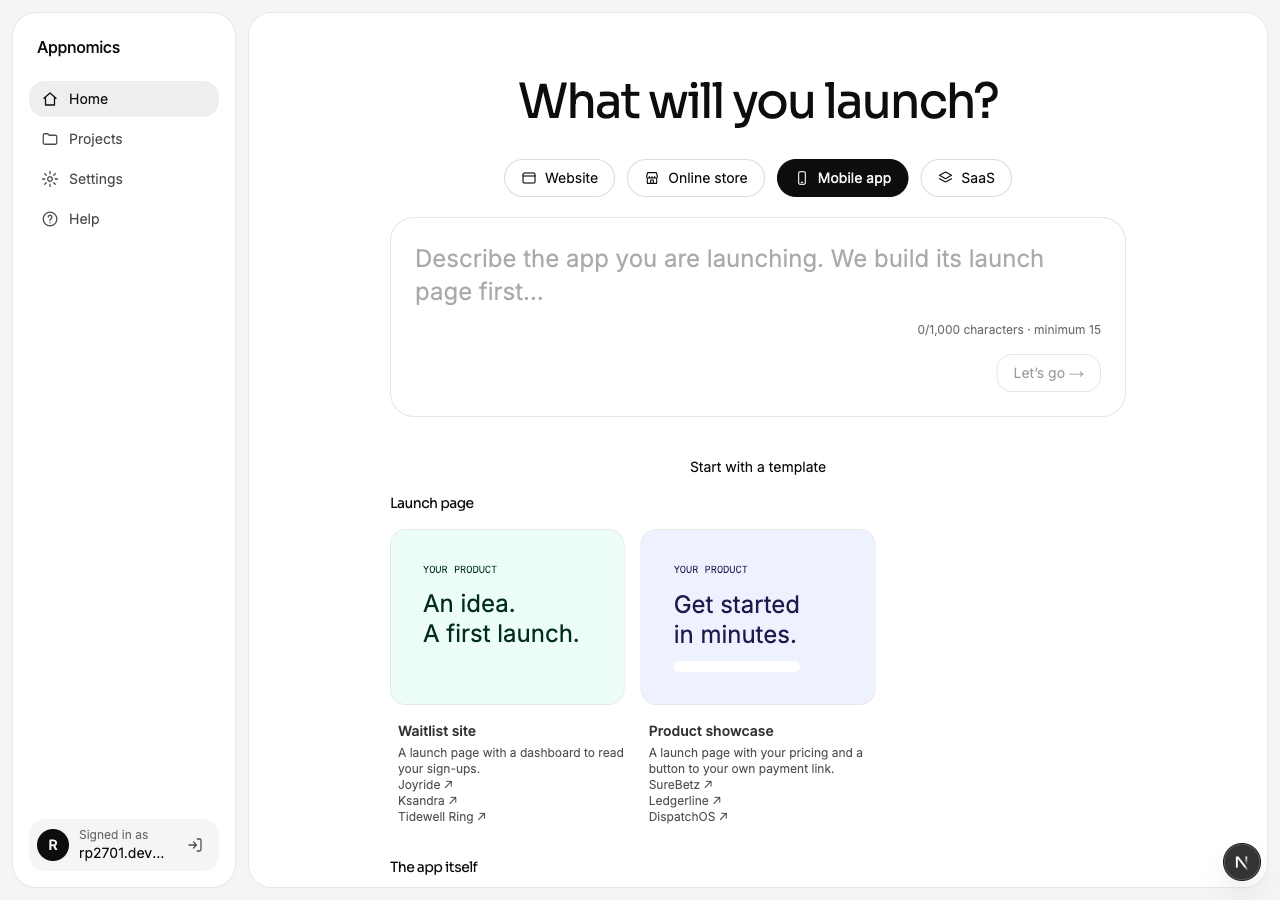 Appnomics
Home
Projects
Settings
Help
Signed in as
rp2701.dev...
R
What will you launch?
Website
Online store
Mobile app
SaaS
Describe the app you are launching. We build its launch
page first...
0/1,000 characters · minimum 15
Let's go →
Start with a template
Launch page
YOUR PRODUCT
An idea.
A first launch.
Waitlist site
A launch page with a dashboard to read
your sign-ups.
Joyride ↗
Ksandra ↗
Tidewell Ring ↗
YOUR PRODUCT
Get started
in minutes.
Product showcase
A launch page with your pricing and a
button to your own payment link.
SureBetz ↗
Ledgerline ↗
DispatchOS ↗
The app itself
N